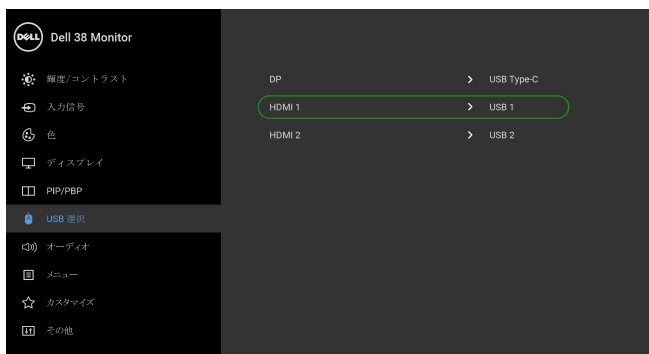 DELL Dell 38 Monitor
輝度/コントラスト
DP USB Type-C
入力信号
HDMI 1 USB 1
色
HDMI 2 USB 2
ディスプレイ
PIP/PBP
USB 選択
オーディオ
メニュー
カスタマイズ
その他